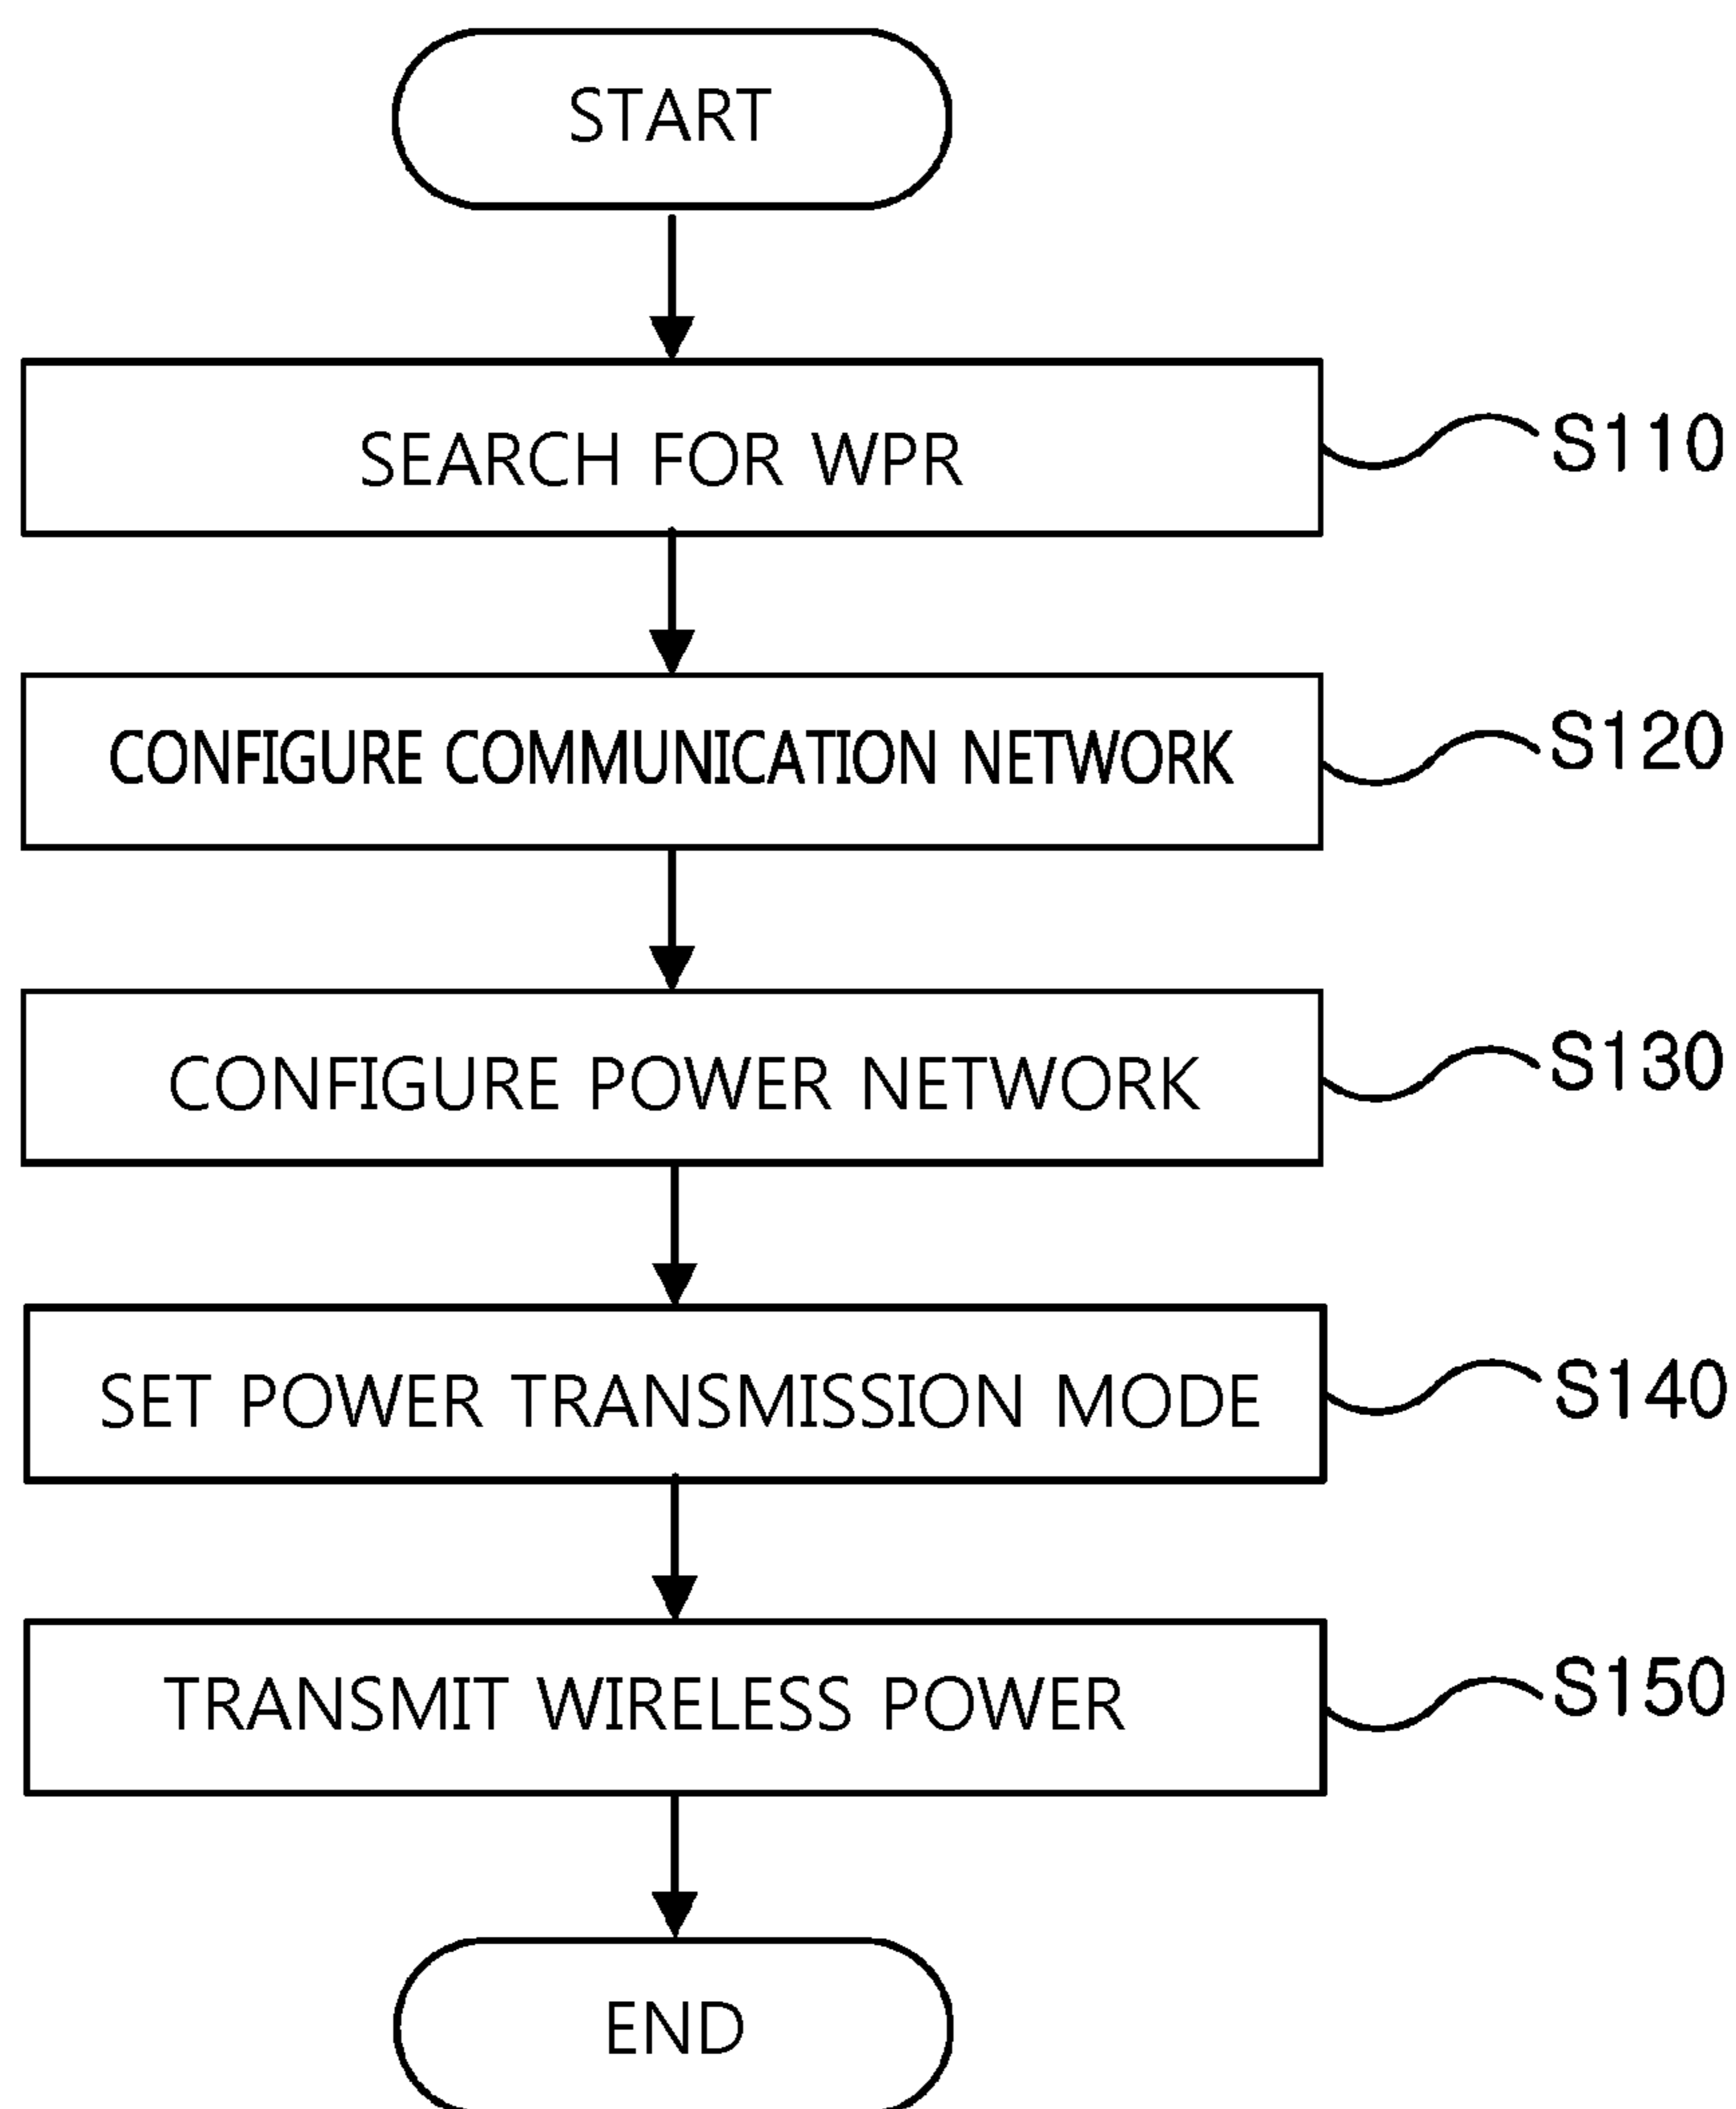 START
SEARCH FOR WPR
S110
CONFIGURE COMMUNICATION NETWORK
S120
CONFIGURE POWER NETWORK
S130
SET POWER TRANSMISSION MODE
S140
TRANSMIT WIRELESS POWER
S150
END